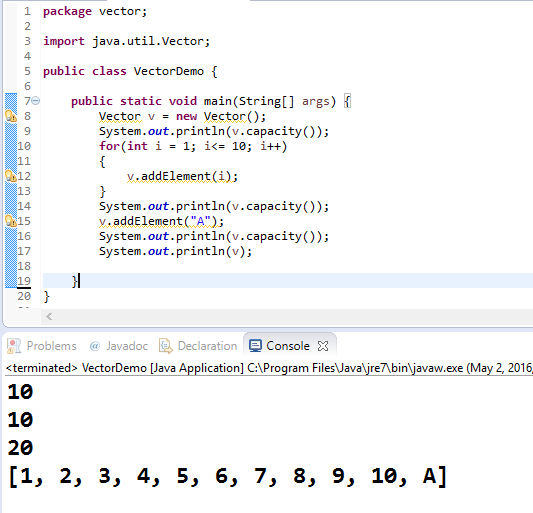 1 package vector;
2
3 import java.util.Vector;
4
5 public class VectorDemo {
6
7 public static void main(String[] args) {
8 Vector v = new Vector();
9 System.out.println(v.capacity());
10 for(int i = 1; i<= 10; i++)
11 {
12 v.addElement(i);
13 }
14 System.out.println(v.capacity());
15 v.addElement("A");
16 System.out.println(v.capacity());
17 System.out.println(v);
18
19 }
20 }
Problems @ Javadoc Declaration Console
<terminated> VectorDemo [Java Application] C:\Program Files\Java\jre7\bin\javaw.exe (May 2, 2016,
10
10
20
[1, 2, 3, 4, 5, 6, 7, 8, 9, 10, A]